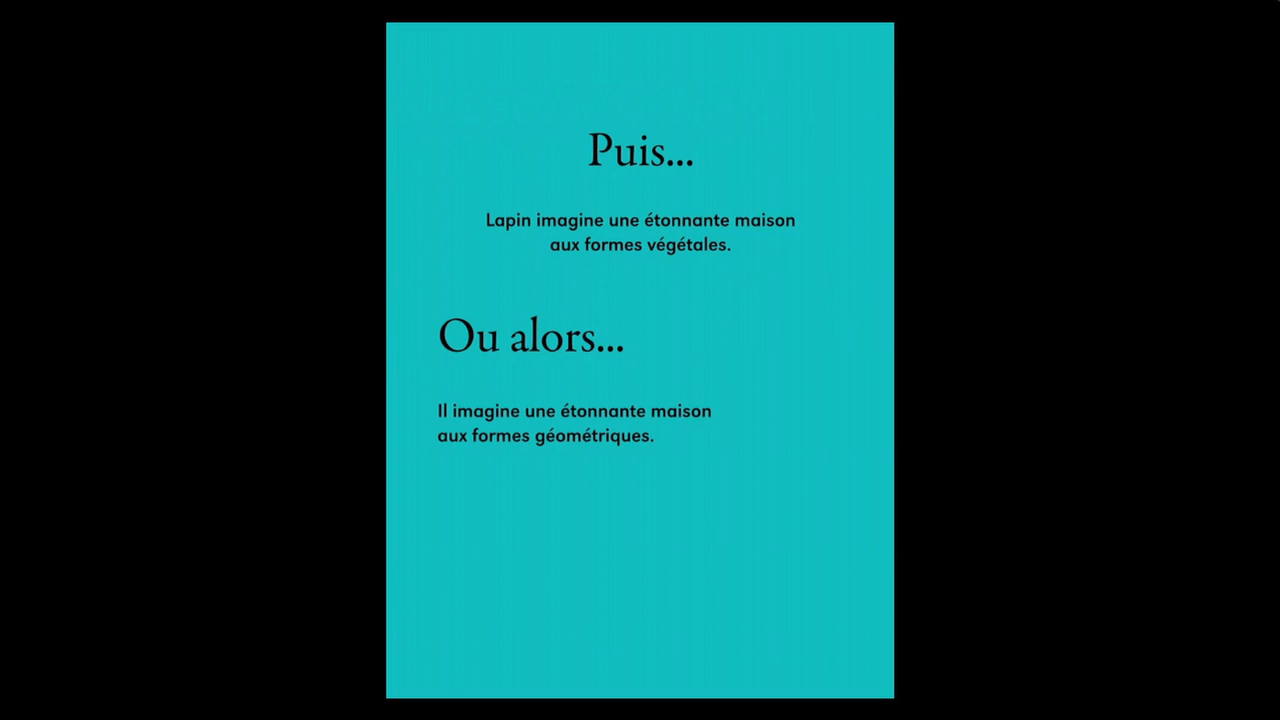 Puis...
Lapin imagine une étonnante maison
aux formes végétales.
Ou alors...
Il imagine une étonnante maison
aux formes géométriques.